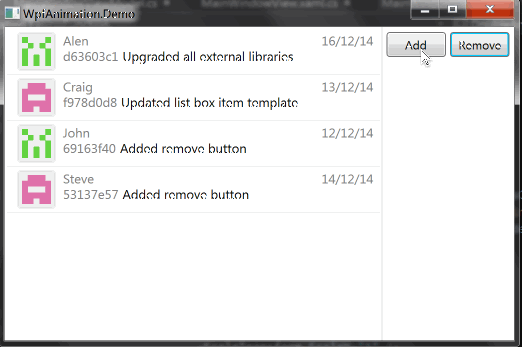 WpfAnimation.Demo
Alen 16/12/14
d63603c1 Upgraded all external libraries
Craig 13/12/14
f978d0d8 Updated list box item template
John 12/12/14
69163f40 Added remove button
Steve 14/12/14
53137e57 Added remove button
Add Remove